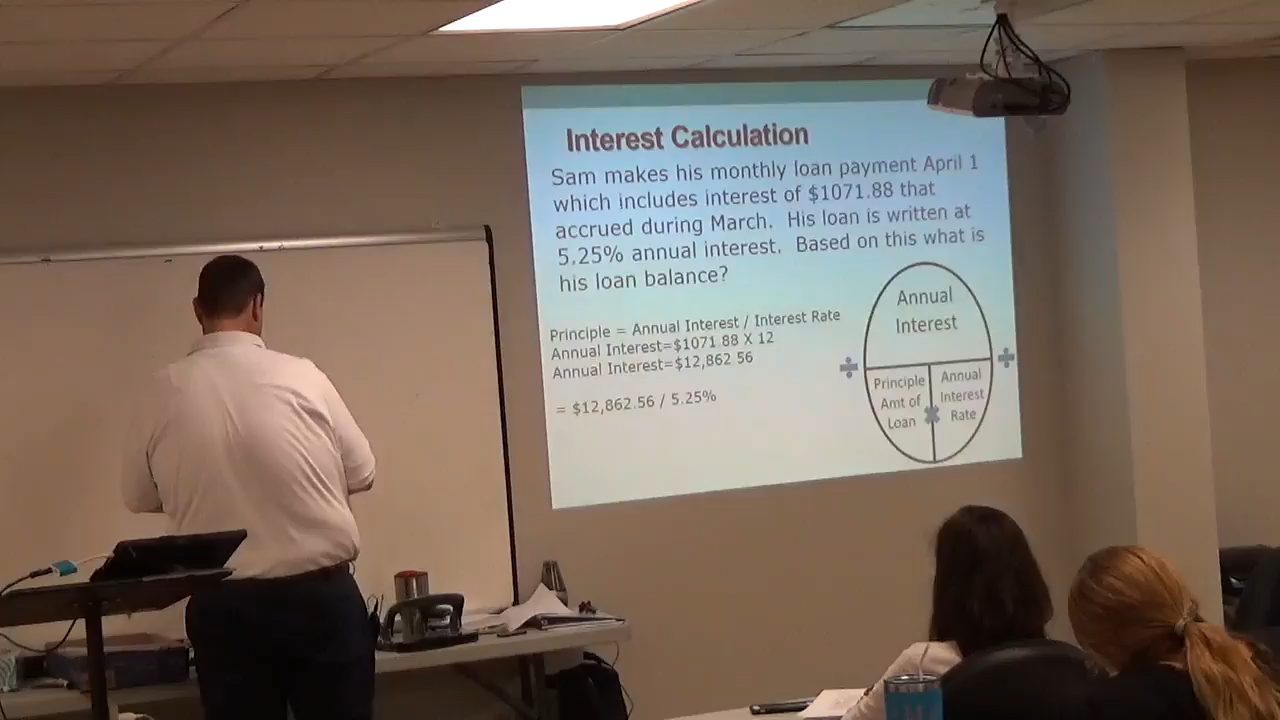 Interest Calculation
Sam makes his monthly loan payment April 1
which includes interest of $1071.88 that
accrued during March. His loan is written at
5.25% annual interest. Based on this what is
his loan balance?
Principle = Annual Interest / Interest Rate
Annual Interest=$1071 88 X 12
Annual Interest=$12,862 56
= $12,862.56 / 5.25%
Annual
Interest
÷
÷
Principle
Amt of
Loan
×
Annual
Interest
Rate